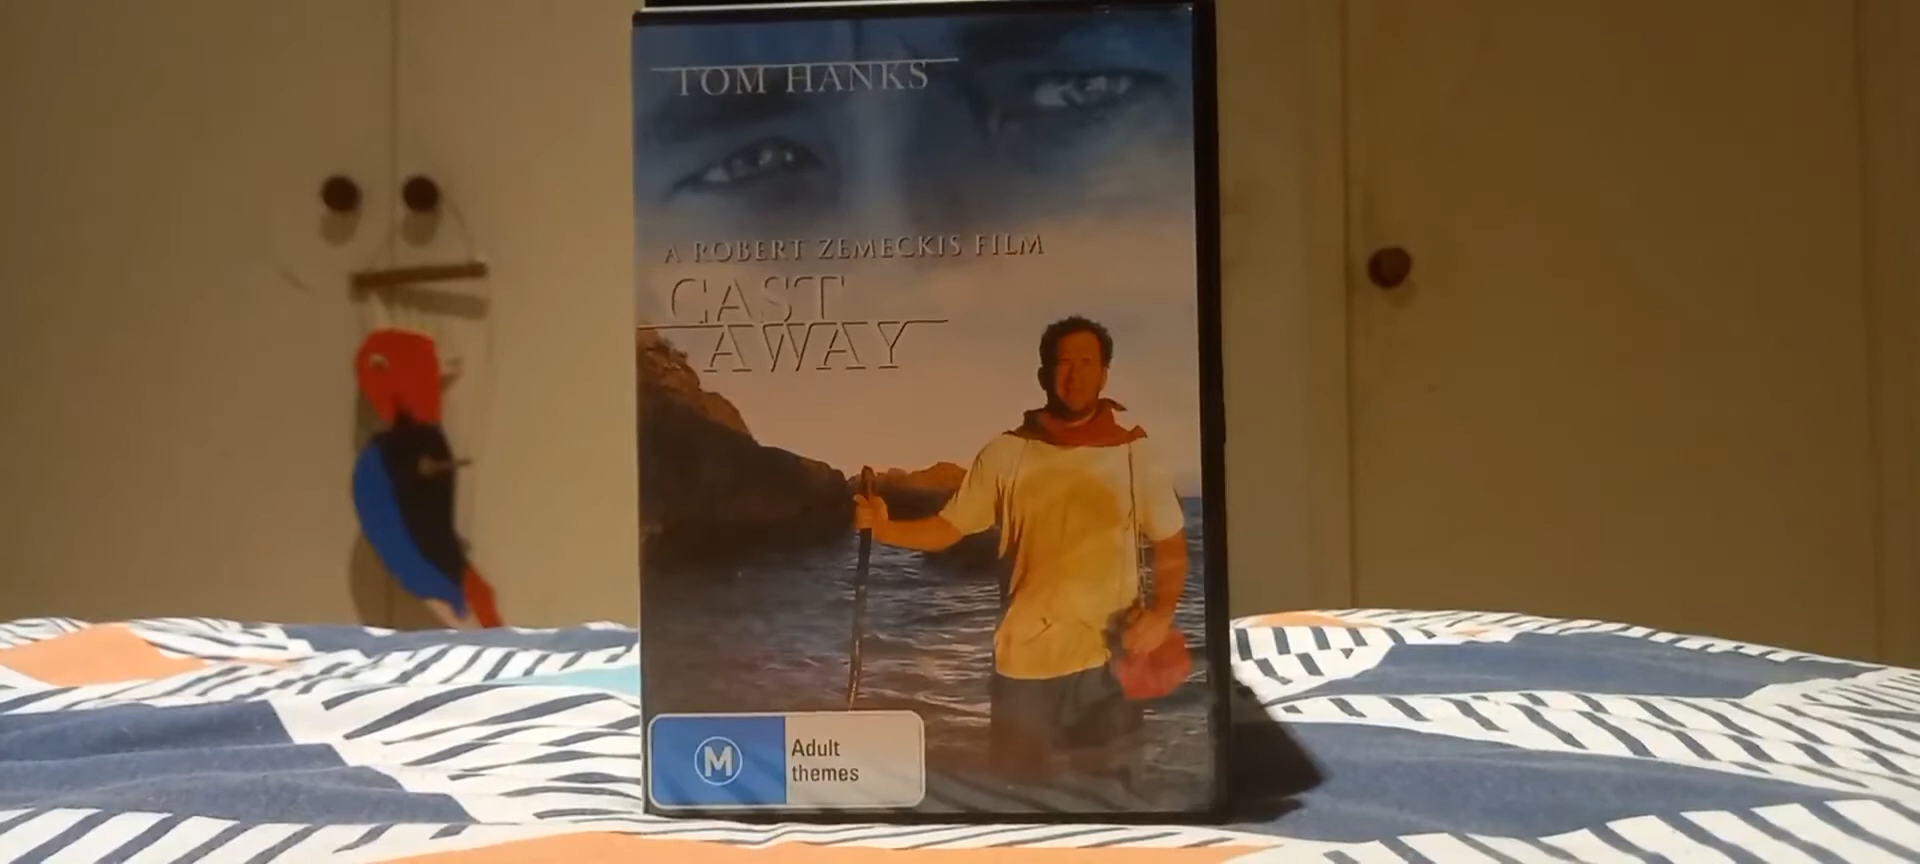 TOM HANKS
A ROBERT ZEMECKIS FILM
CAST
AWAY
M
Adult
themes